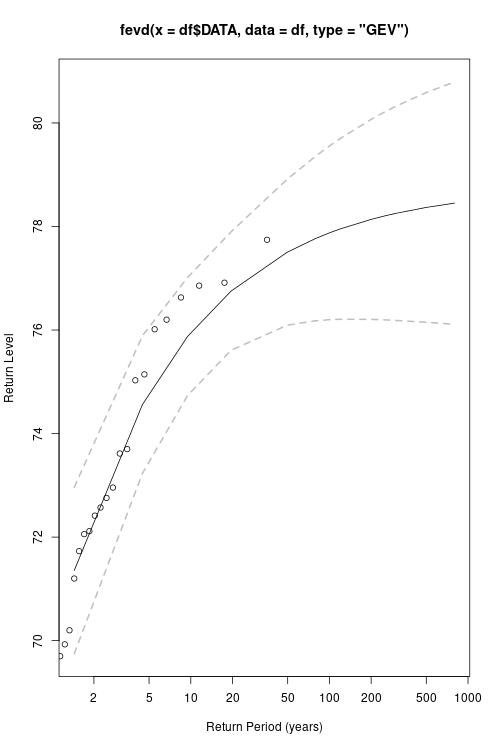 fevd(x = df$DATA, data = df, type = "GEV")
80
78
76
74
72
70
Return Level
2 5 10 20 50 100 200 500 1000
Return Period (years)